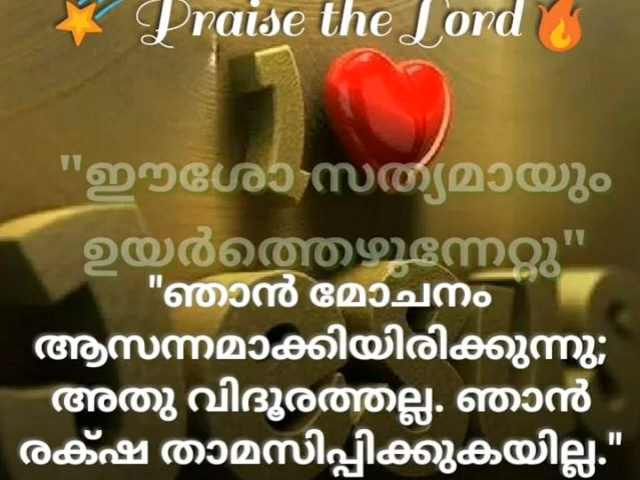 Praise the Lord
"ഈശോ സത്യമായും
ഉയർത്തെഴുന്നേറ്റു"
"ഞാൻ മോചനം
ആസന്നമാക്കിയിരിക്കുന്നു;
അതു വിദൂരത്തല്ല. ഞാൻ
രക്ഷ താമസിപ്പിക്കുകയില്ല."